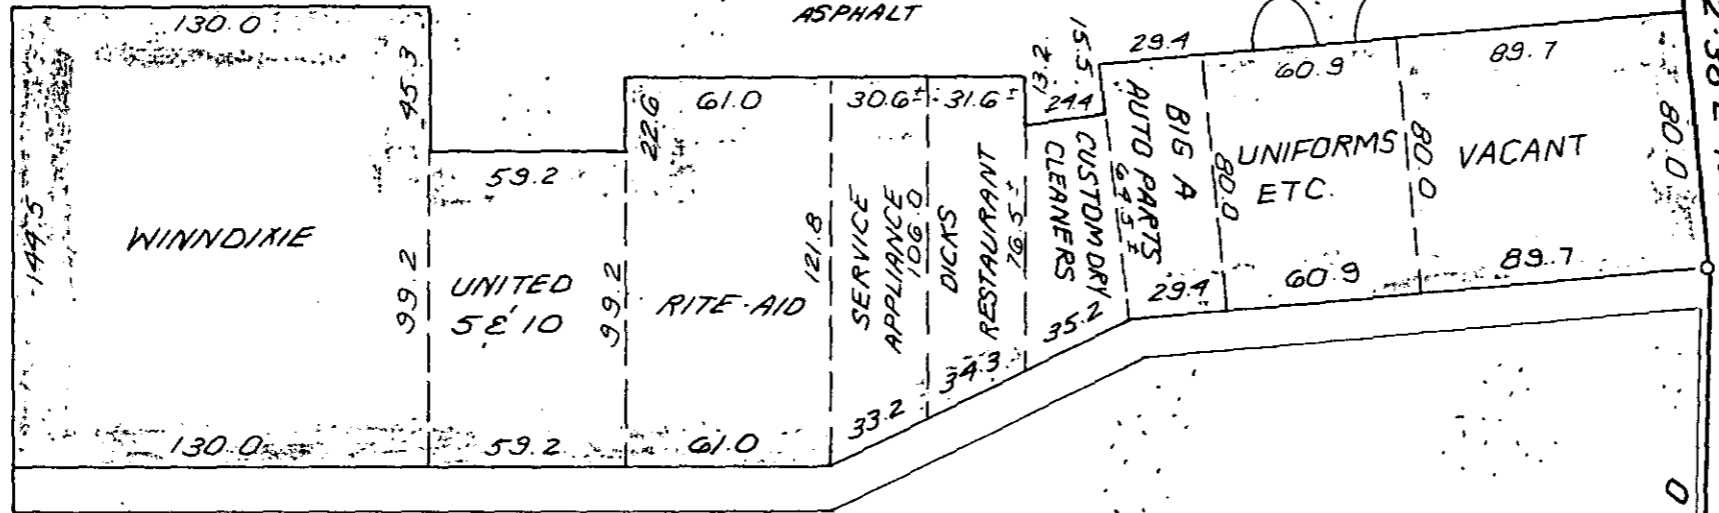 ASPHALT
130.0
45.3
144.5
WINNDIXIE
99.2
130.0
59.2
UNITED
5 & 10
99.2
59.2
22.6
61.0
RITE-AID
121.8
61.0
30.6±
SERVICE
APPLIANCE
106.0
33.2
31.6±
DICKS
RESTAURANT
76.5±
34.3
13.2
15.5
24.4
CUSTOM DRY
CLEANERS
35.2
29.4
BIG A
AUTO PARTS
29.4
80.0
60.9
UNIFORMS
ETC.
60.9
80.0
89.7
VACANT
89.7
80.0
0